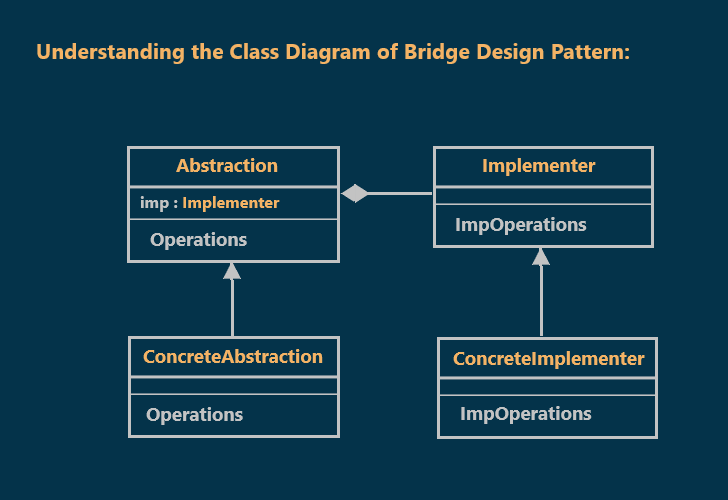 Understanding the Class Diagram of Bridge Design Pattern:
Abstraction
imp : Implementer
Operations
Implementer
ImpOperations
ConcreteAbstraction
Operations
ConcreteImplementer
ImpOperations